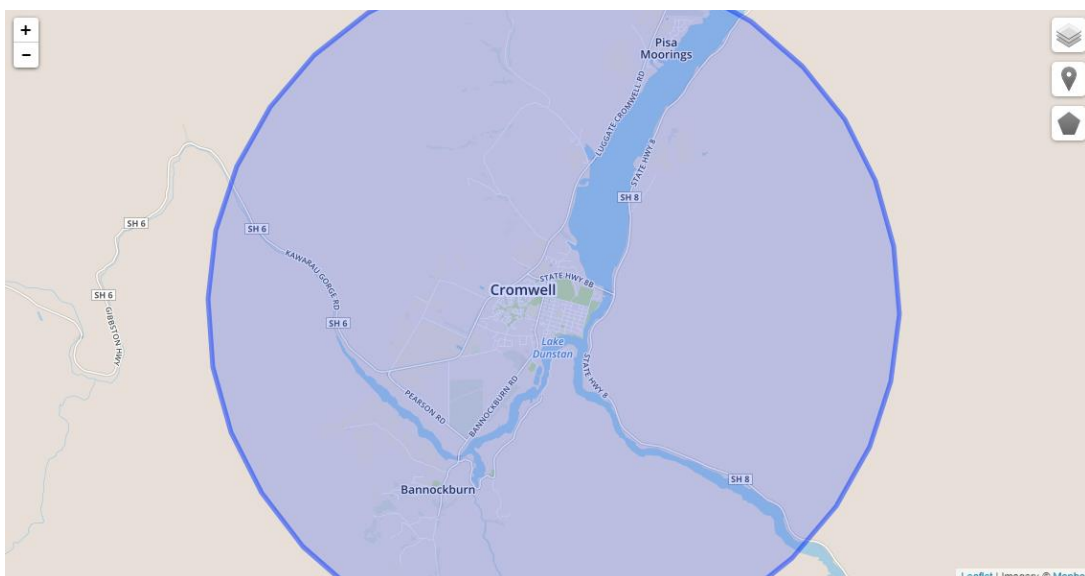 +
−
Pisa
Moorings
LUGGATE CROMWELL RD
STATE HWY 8
SH 8
SH 6
SH 6
KAWARAU GORGE RD
SH 6
GIBBSTON HWY
SH 6
STATE HWY 8B
Cromwell
Lake
Dunstan
STATE HWY 8
PEARSON RD
BANNOCKBURN RD
Bannockburn
SH 8
Leaflet | Imagery ©